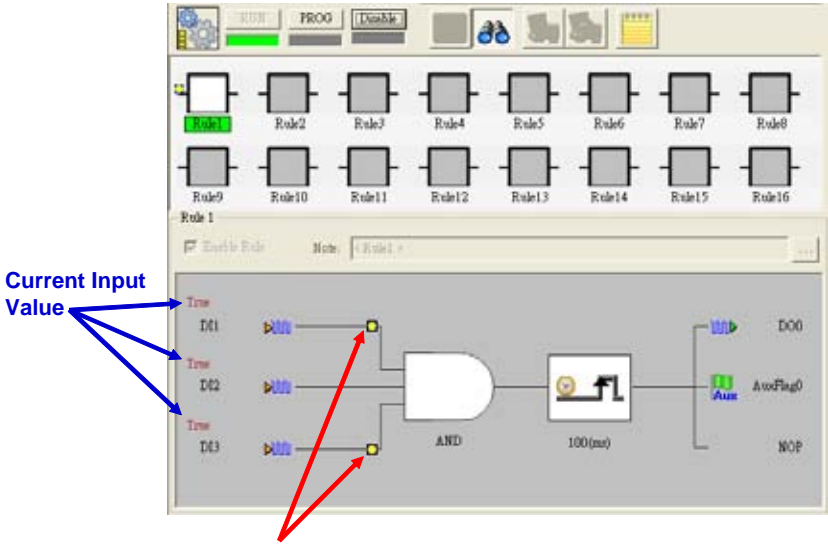 RUN PROG Disable
Rule1 Rule2 Rule3 Rule4 Rule5 Rule6 Rule7 Rule8
Rule9 Rule10 Rule11 Rule12 Rule13 Rule14 Rule15 Rule16
Rule 1
Enable Rule Note: < Rule1 > ...
Current Input
Value
True
DI1 DO0
True
DI2 Aux AuxFlag0
True
DI3 AND 100(ms) NOP